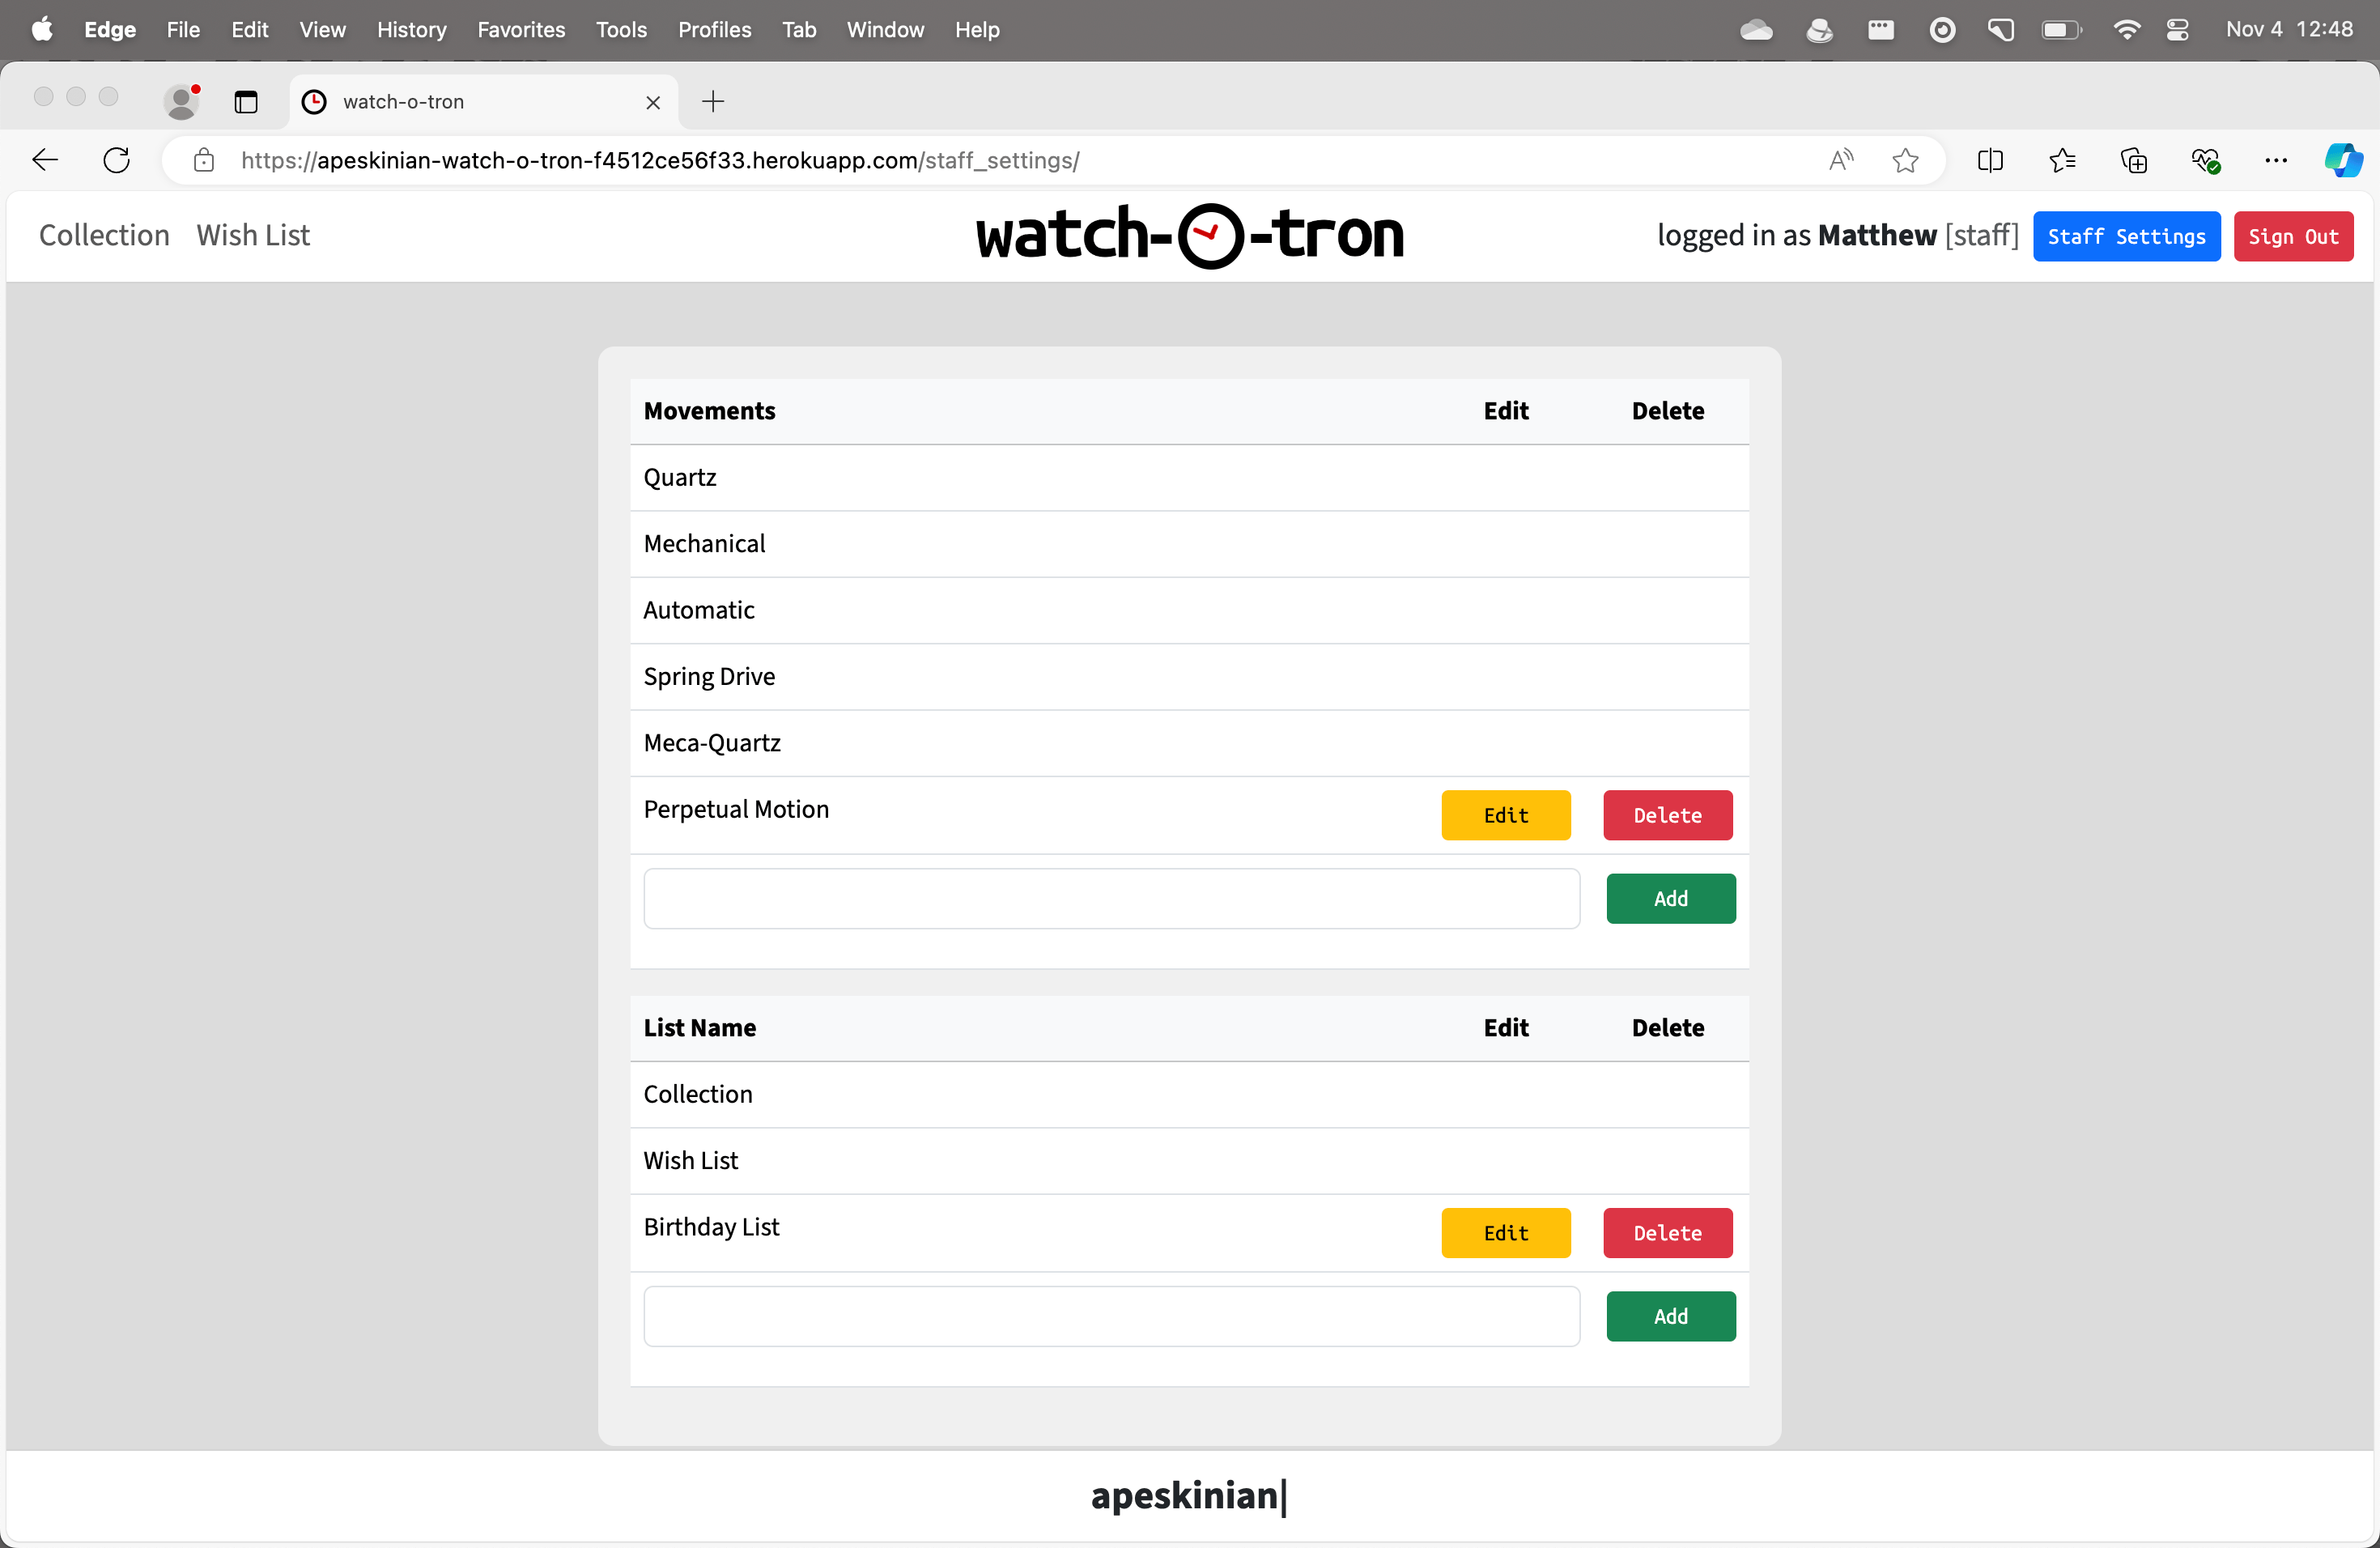 Edge File Edit View History Favorites Tools Profiles Tab Window Help Nov 4 12:48
watch-o-tron
https://apeskinian-watch-o-tron-f4512ce56f33.herokuapp.com/staff_settings/
Collection Wish List watch-o-tron logged in as Matthew [staff] Staff Settings Sign Out
Movements Edit Delete
Quartz
Mechanical
Automatic
Spring Drive
Meca-Quartz
Perpetual Motion Edit Delete
Add
List Name Edit Delete
Collection
Wish List
Birthday List Edit Delete
Add
apeskinian|